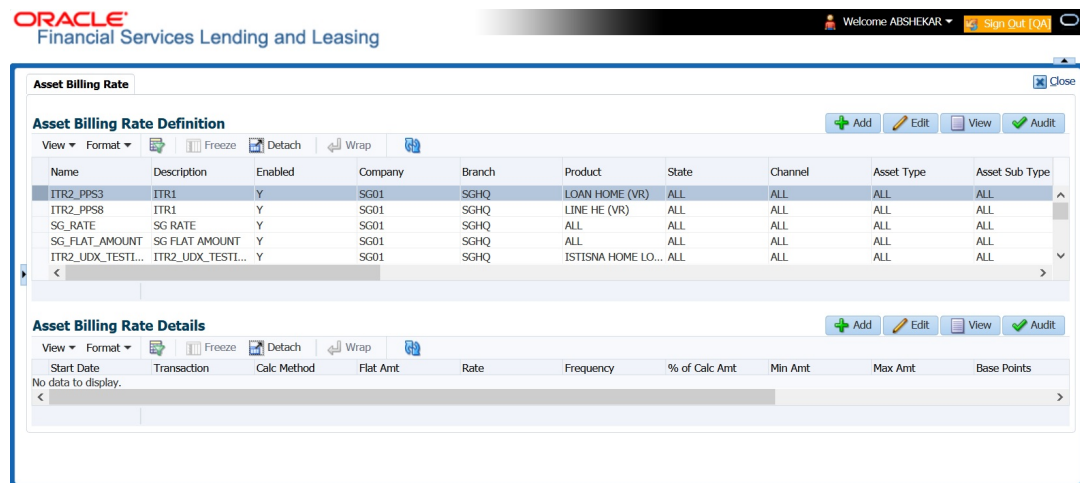 ORACLE
Financial Services Lending and Leasing
Welcome ABSHEKAR
Sign Out [QA]
Asset Billing Rate
Close
Asset Billing Rate Definition
Add Edit View Audit
View Format Freeze Detach Wrap
Name Description Enabled Company Branch Product State Channel Asset Type Asset Sub Type
ITR2_PPS3 ITR1 Y SG01 SGHQ LOAN HOME (VR) ALL ALL ALL ALL
ITR2_PPS8 ITR1 Y SG01 SGHQ LINE HE (VR) ALL ALL ALL ALL
SG_RATE SG RATE Y SG01 SGHQ ALL ALL ALL ALL ALL
SG_FLAT_AMOUNT SG FLAT AMOUNT Y SG01 SGHQ ALL ALL ALL ALL ALL
ITR2_UDX_TESTI... ITR2_UDX_TESTI... Y SG01 SGHQ ISTISNA HOME LO... ALL ALL ALL ALL
Asset Billing Rate Details
Add Edit View Audit
View Format Freeze Detach Wrap
Start Date Transaction Calc Method Flat Amt Rate Frequency % of Calc Amt Min Amt Max Amt Base Points
No data to display.